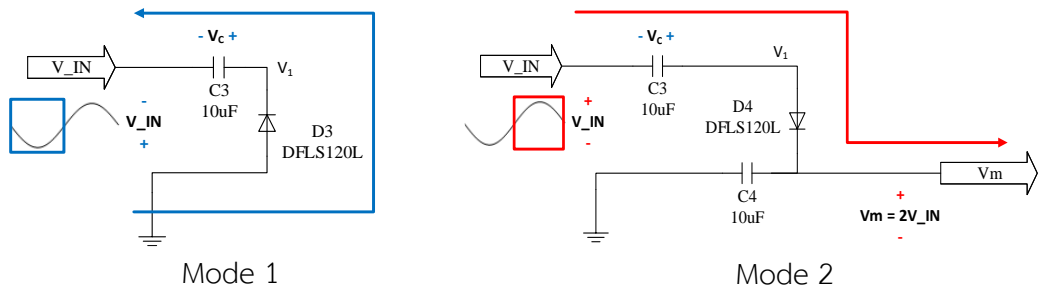 - Vc +
V_IN
V1
C3
10uF
-
V_IN
+
D3
DFLS120L
Mode 1
- Vc +
V_IN
V1
C3
10uF
+
V_IN
-
D4
DFLS120L
C4
10uF
Vm
+
Vm = 2V_IN
-
Mode 2